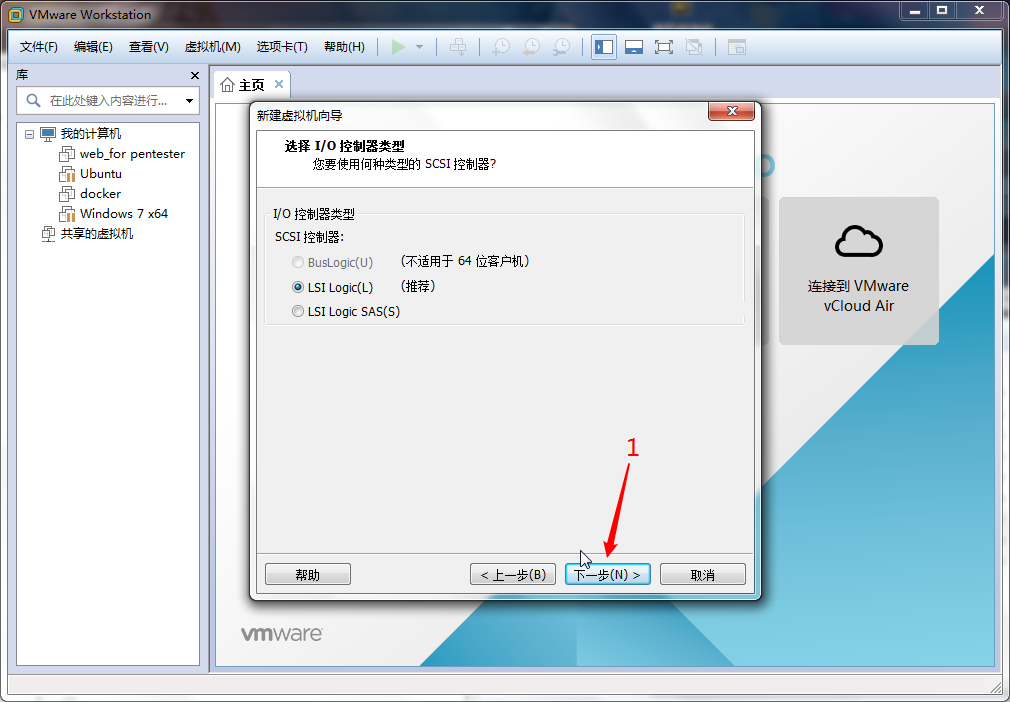 VMware Workstation
文件(F) 编辑(E) 查看(V) 虚拟机(M) 选项卡(T) 帮助(H)
库
在此处键入内容进行...
我的计算机
web_for pentester
Ubuntu
docker
Windows 7 x64
共享的虚拟机
主页
新建虚拟机向导
选择 I/O 控制器类型
您要使用何种类型的 SCSI 控制器?
I/O 控制器类型
SCSI 控制器:
BusLogic(U) (不适用于 64 位客户机)
LSI Logic(L) (推荐)
LSI Logic SAS(S)
连接到 VMware
vCloud Air
1
帮助 < 上一步(B) 下一步(N) > 取消
vmware